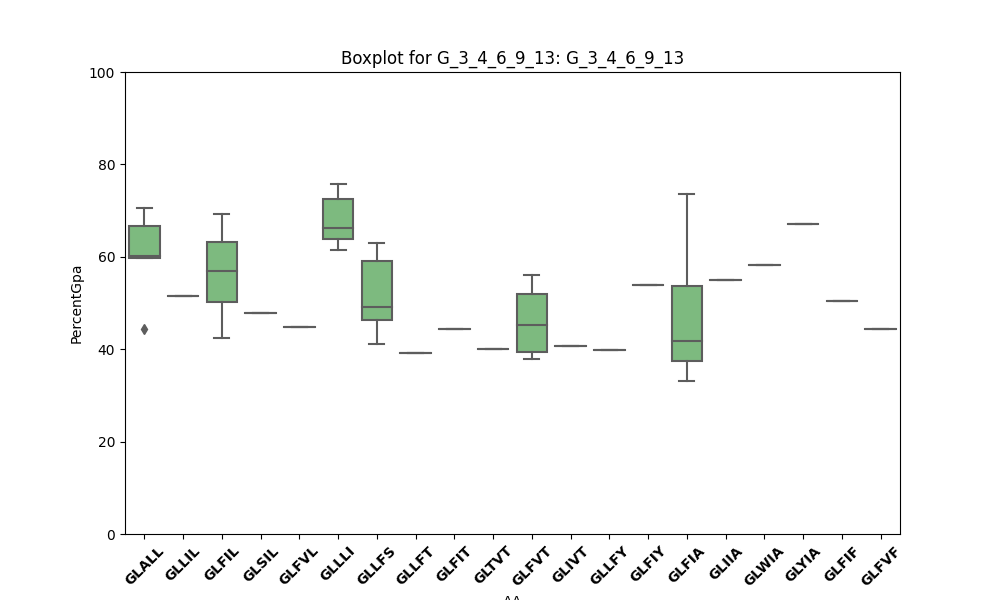 Boxplot for G_3_4_6_9_13: G_3_4_6_9_13
100
80
60
40
20
0
PercentGpa
GLALL GLLIL GLFIL GLSIL GLFVL GLLLI GLLFS GLLFT GLFIT GLTVT GLFVT GLIVT GLLFY GLFIY GLFIA GLIIA GLWIA GLYIA GLFIF GLFVF
AA